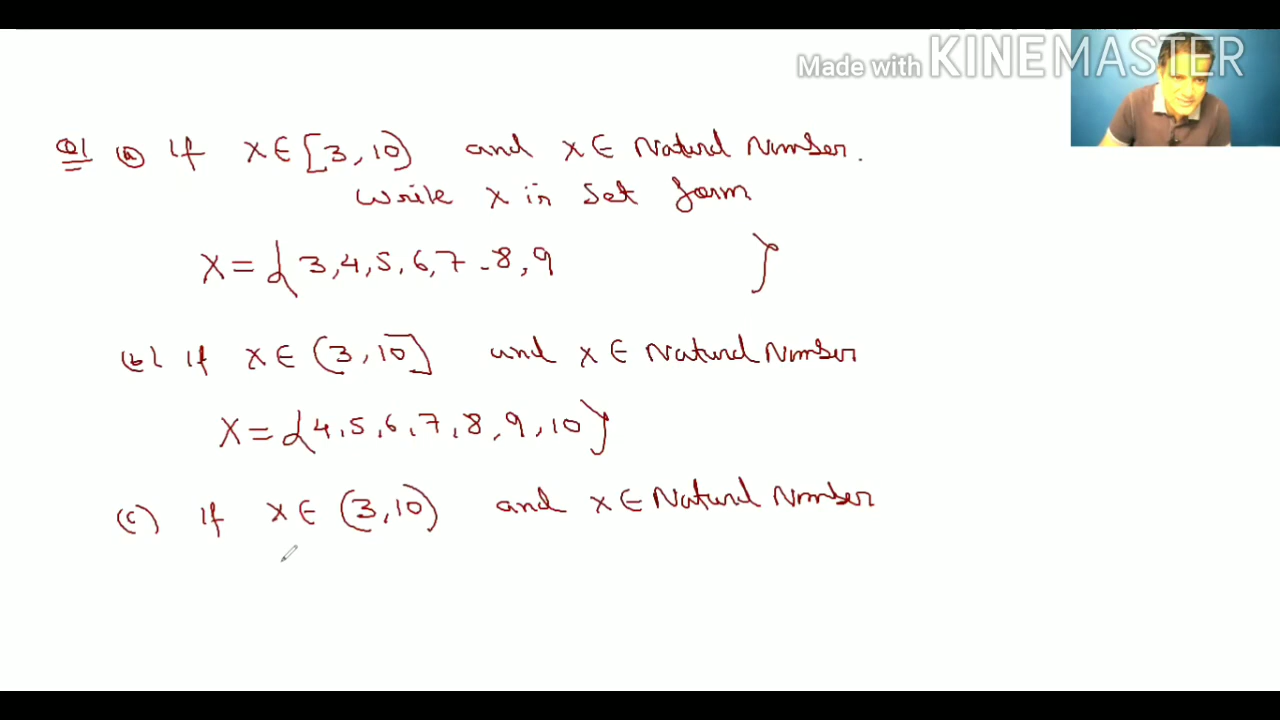 Made with KINEMASTER
Q1 (a) If x ∈ [3, 10) and x ∈ Natural Number.
Write x in Set form
X = {3, 4, 5, 6, 7 - 8, 9 }
(b) If x ∈ (3, 10] and x ∈ Natural Number
X = {4, 5, 6, 7, 8, 9, 10}
(c) If x ∈ (3, 10) and x ∈ Natural Number